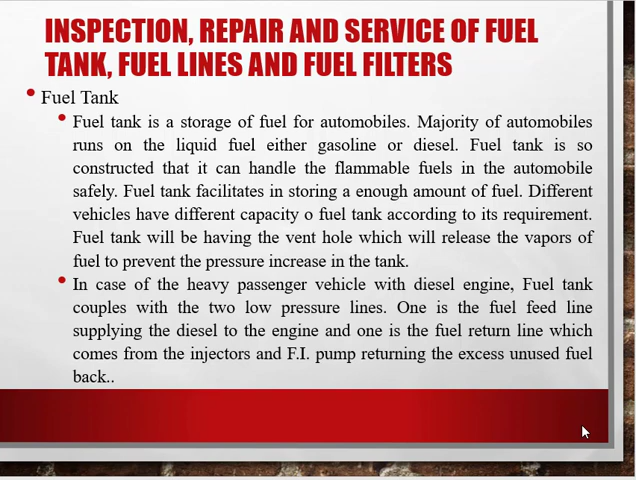 INSPECTION, REPAIR AND SERVICE OF FUEL
TANK, FUEL LINES AND FUEL FILTERS
Fuel Tank
Fuel tank is a storage of fuel for automobiles. Majority of automobiles
runs on the liquid fuel either gasoline or diesel. Fuel tank is so
constructed that it can handle the flammable fuels in the automobile
safely. Fuel tank facilitates in storing a enough amount of fuel. Different
vehicles have different capacity o fuel tank according to its requirement.
Fuel tank will be having the vent hole which will release the vapors of
fuel to prevent the pressure increase in the tank.
In case of the heavy passenger vehicle with diesel engine, Fuel tank
couples with the two low pressure lines. One is the fuel feed line
supplying the diesel to the engine and one is the fuel return line which
comes from the injectors and F.I. pump returning the excess unused fuel
back..